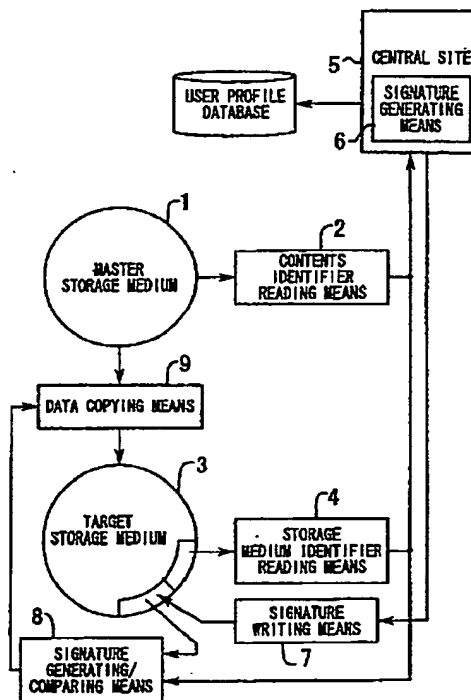 5
CENTRAL SITE
USER PROFILE
DATABASE
SIGNATURE
GENERATING
MEANS
6
1
MASTER
STORAGE MEDIUM
2
CONTENTS
IDENTIFIER
READING MEANS
9
DATA COPYING MEANS
3
TARGET
STORAGE MEDIUM
4
STORAGE
MEDIUM IDENTIFIER
READING MEANS
SIGNATURE
WRITING MEANS
7
8
SIGNATURE
GENERATING/
COMPARING MEANS